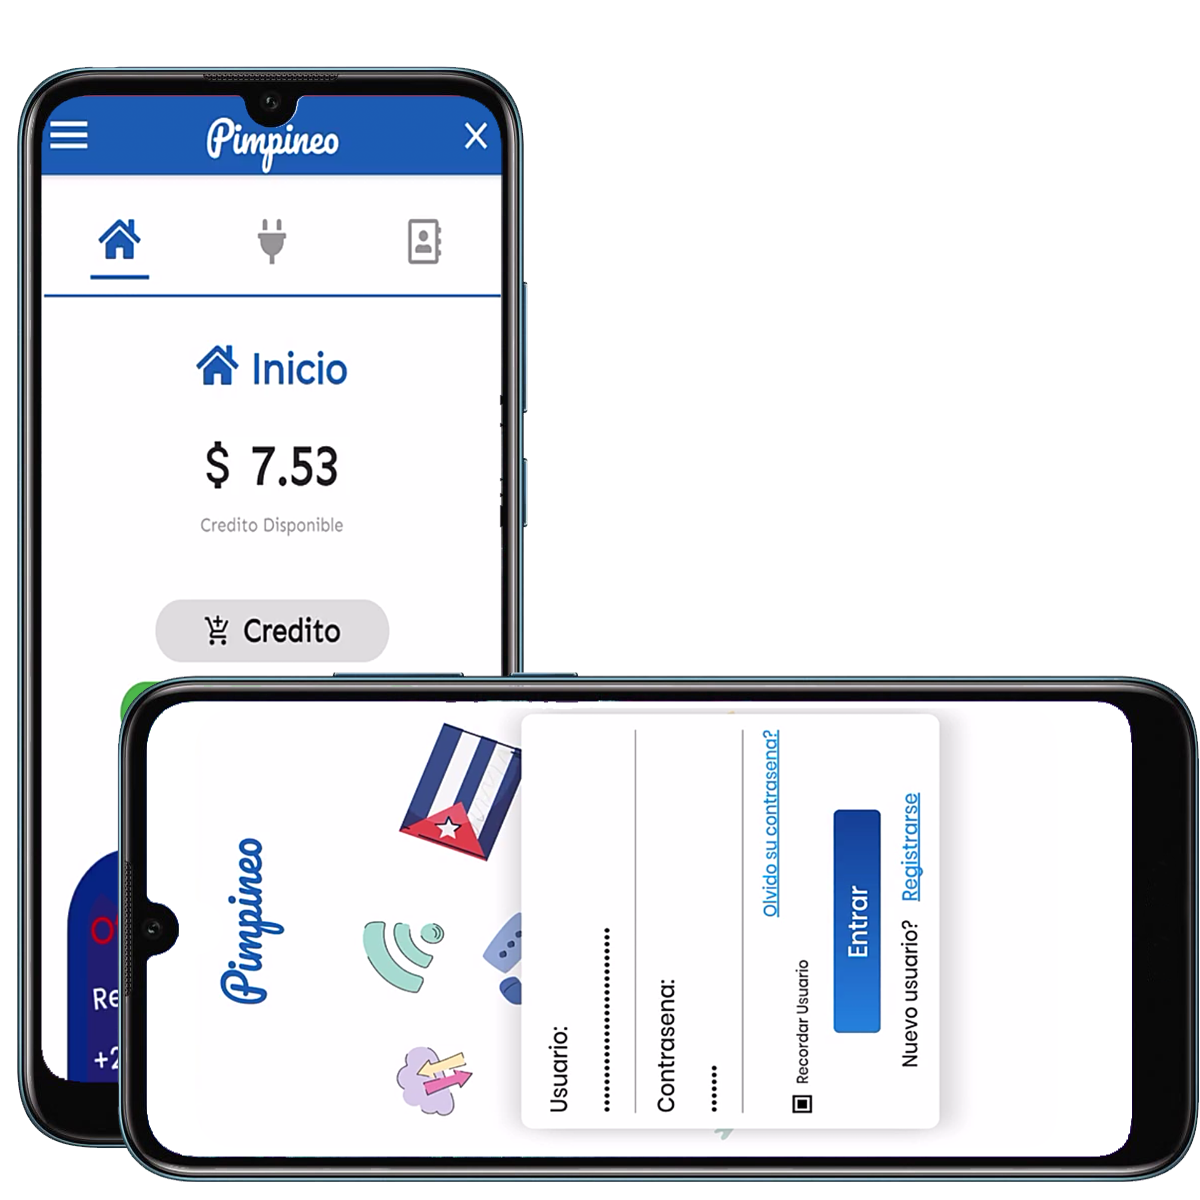 Pimpineo
Inicio
$ 7.53
Credito Disponible
Credito
Re
+2
Pimpineo
Usuario:
Contrasena:
Olvido su contrasena?
Recordar Usuario
Entrar
Nuevo usuario? Registrarse